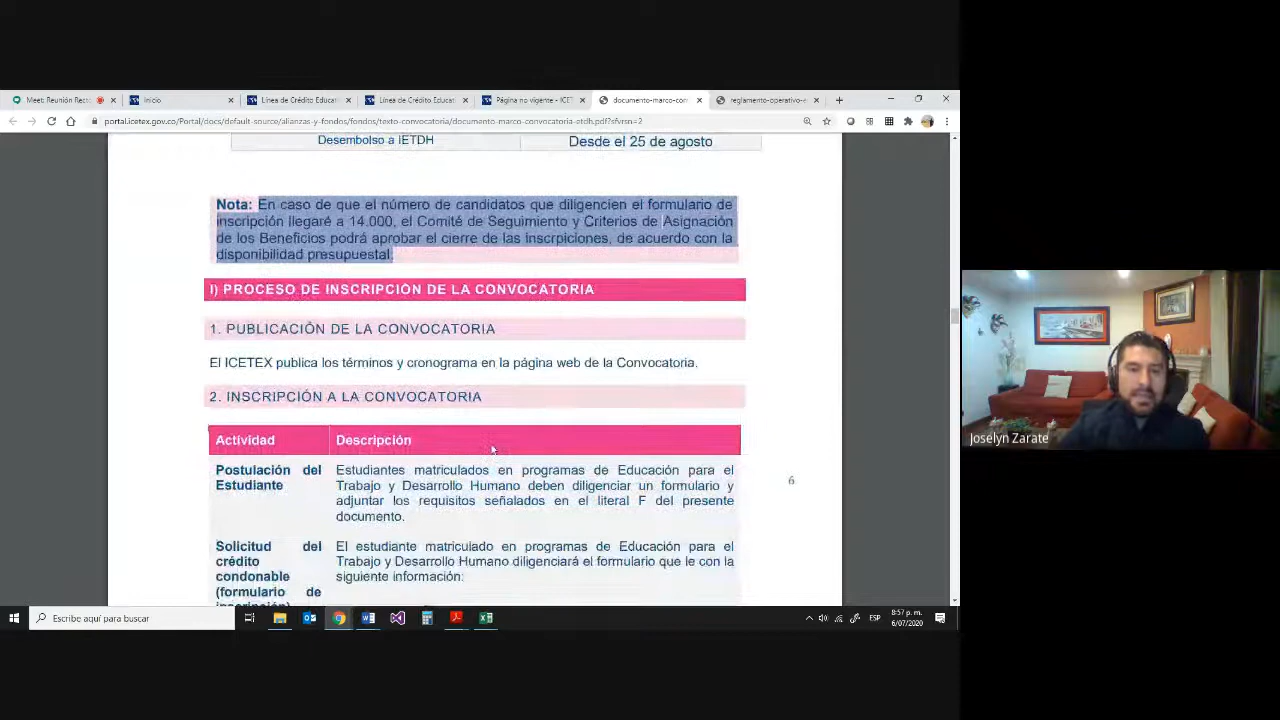 Meet: Reunión Rect
Inicio
Línea de Crédito Educa
Línea de Crédito Educat
Página no vigente - ICET
documento-marco-con
reglamento-operativo-e
portal.icetex.gov.co/Portal/docs/default-source/alianzas-y-fondos/fondos/texto-convocatoria/documento-marco-convocatoria-etdh.pdf?sfvrsn=2
Desembolso a IETDH
Desde el 25 de agosto
Nota: En caso de que el número de candidatos que diligencien el formulario de
inscripción llegaré a 14.000, el Comité de Seguimiento y Criterios de Asignación
de los Beneficios podrá aprobar el cierre de las inscrpiciones, de acuerdo con la
disponibilidad presupuestal.
I) PROCESO DE INSCRIPCIÓN DE LA CONVOCATORIA
1. PUBLICACIÓN DE LA CONVOCATORIA
El ICETEX publica los términos y cronograma en la página web de la Convocatoria.
2. INSCRIPCIÓN A LA CONVOCATORIA
Actividad
Descripción
Postulación del
Estudiante
Estudiantes matriculados en programas de Educación para el
Trabajo y Desarrollo Humano deben diligenciar un formulario y
adjuntar los requisitos señalados en el literal F del presente
documento.
6
Solicitud del
crédito
condonable
(formulario de
inscripción)
El estudiante matriculado en programas de Educación para el
Trabajo y Desarrollo Humano diligenciará el formulario que le con la
siguiente información:
Joselyn Zarate
Escribe aquí para buscar
ESP
8:57 p. m.
6/07/2020